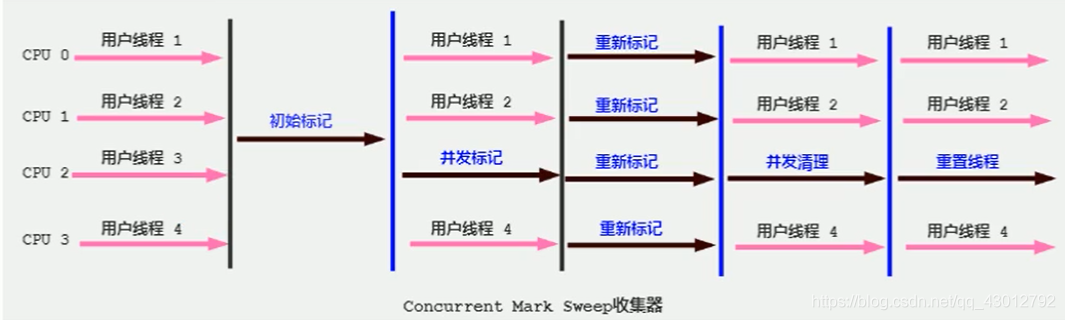 用户线程 1 用户线程 1 重新标记 用户线程 1 用户线程 1
CPU 0
用户线程 2 用户线程 2 重新标记 用户线程 2 用户线程 2
CPU 1
初始标记
用户线程 3 并发标记 重新标记 并发清理 重置线程
CPU 2
用户线程 4 用户线程 4 重新标记 用户线程 4 用户线程 4
CPU 3
Concurrent Mark Sweep收集器
https://blog.csdn.net/qq_43012792